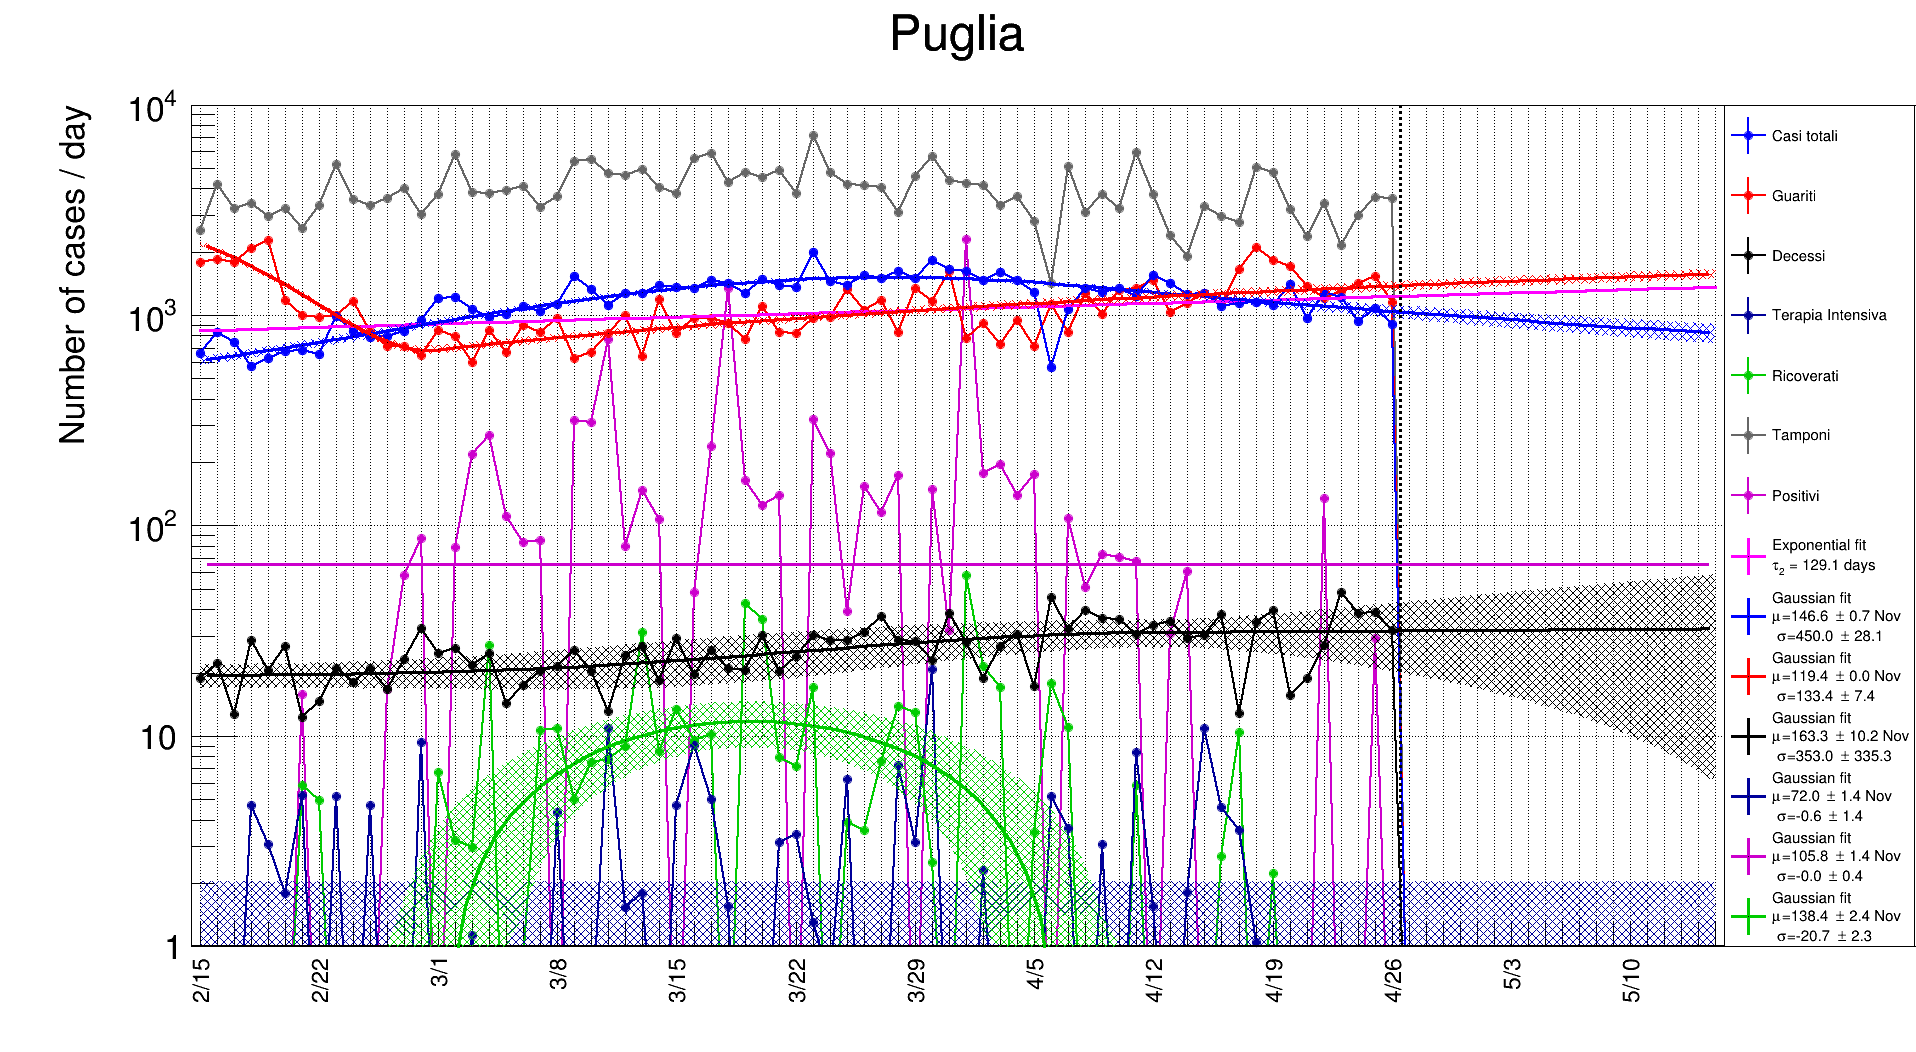 Puglia
Number of cases / day
10⁴
10³
10²
10
1
2/15
2/22
3/1
3/8
3/15
3/22
3/29
4/5
4/12
4/19
4/26
5/3
5/10
Casi totali
Guariti
Decessi
Terapia Intensiva
Ricoverati
Tamponi
Positivi
Exponential fit
τ₂ = 129.1 days
Gaussian fit
μ=146.6 ± 0.7 Nov
σ=450.0 ± 28.1
Gaussian fit
μ=119.4 ± 0.0 Nov
σ=133.4 ± 7.4
Gaussian fit
μ=163.3 ± 10.2 Nov
σ=353.0 ± 335.3
Gaussian fit
μ=72.0 ± 1.4 Nov
σ=-0.6 ± 1.4
Gaussian fit
μ=105.8 ± 1.4 Nov
σ=-0.0 ± 0.4
Gaussian fit
μ=138.4 ± 2.4 Nov
σ=-20.7 ± 2.3